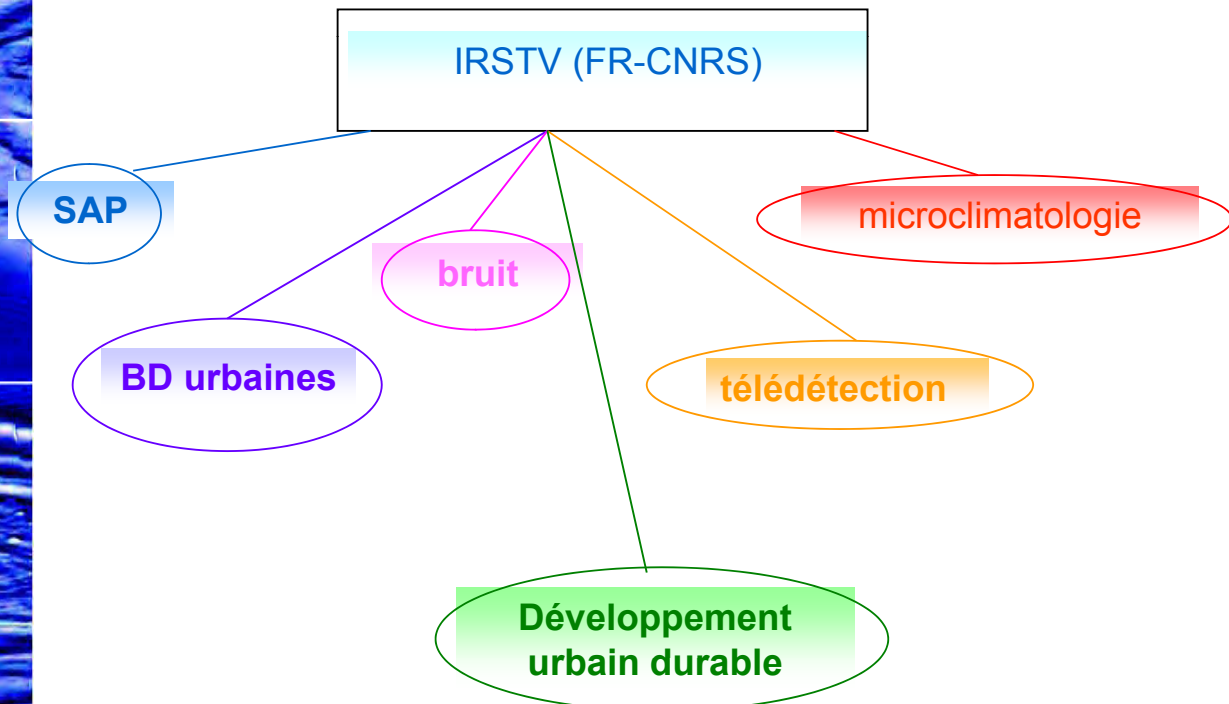 IRSTV (FR-CNRS)
SAP
microclimatologie
bruit
BD urbaines
télédétection
Développement
urbain durable